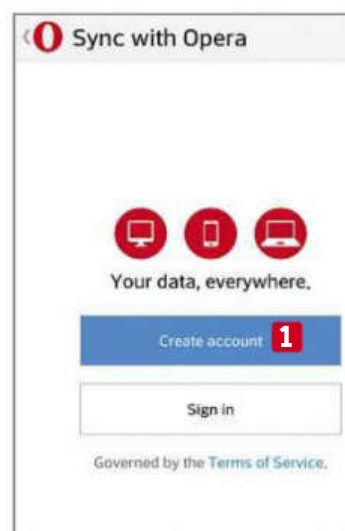 Sync with Opera
Your data, everywhere.
Create account 1
Sign in
Governed by the Terms of Service.